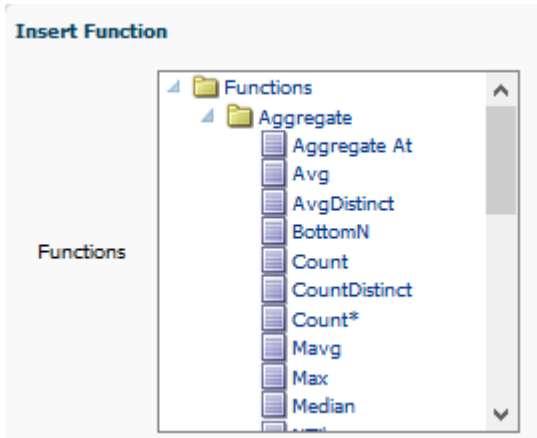 Insert Function
Functions
Functions
Aggregate
Aggregate At
Avg
AvgDistinct
BottomN
Count
CountDistinct
Count*
Mavg
Max
Median